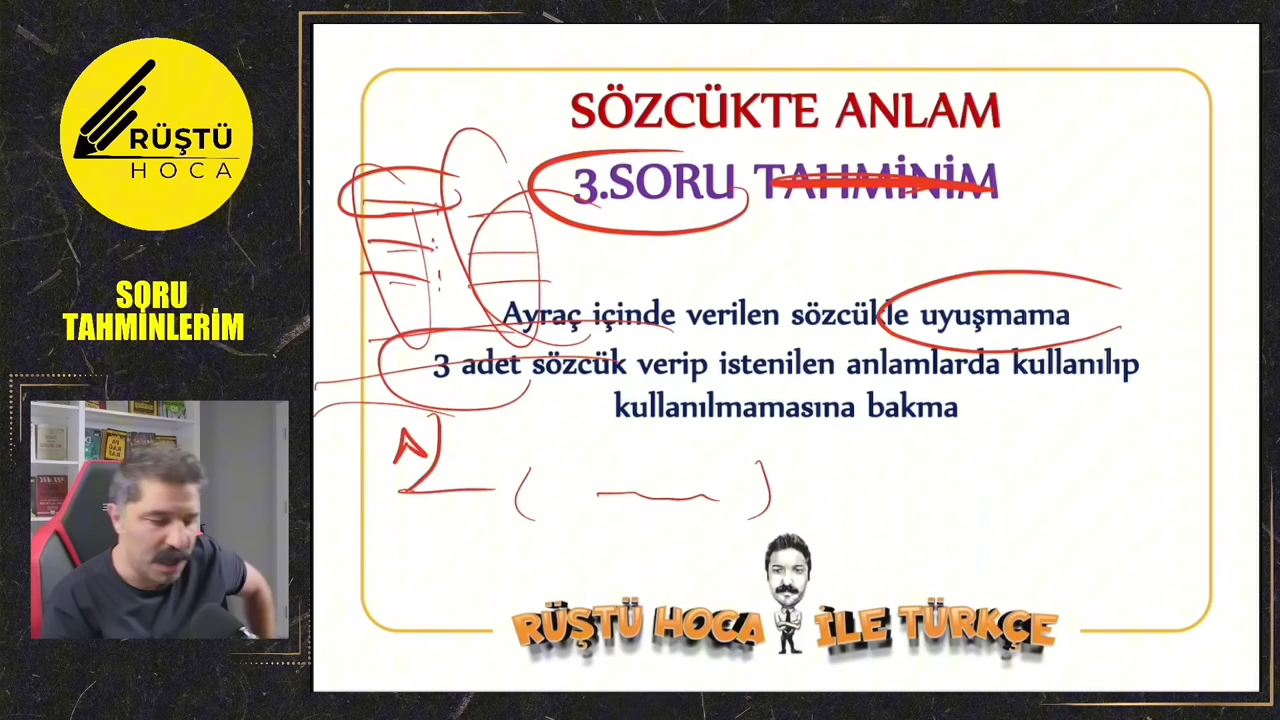 RÜŞTÜ
HOCA
SORU
TAHMİNLERİM
SÖZCÜKTE ANLAM
3.SORU TAHMİNİM
Ayraç içinde verilen sözcükle uyuşmama
3 adet sözcük verip istenilen anlamlarda kullanılıp
kullanılmamasına bakma
RÜŞTÜ HOCA İLE TÜRKÇE